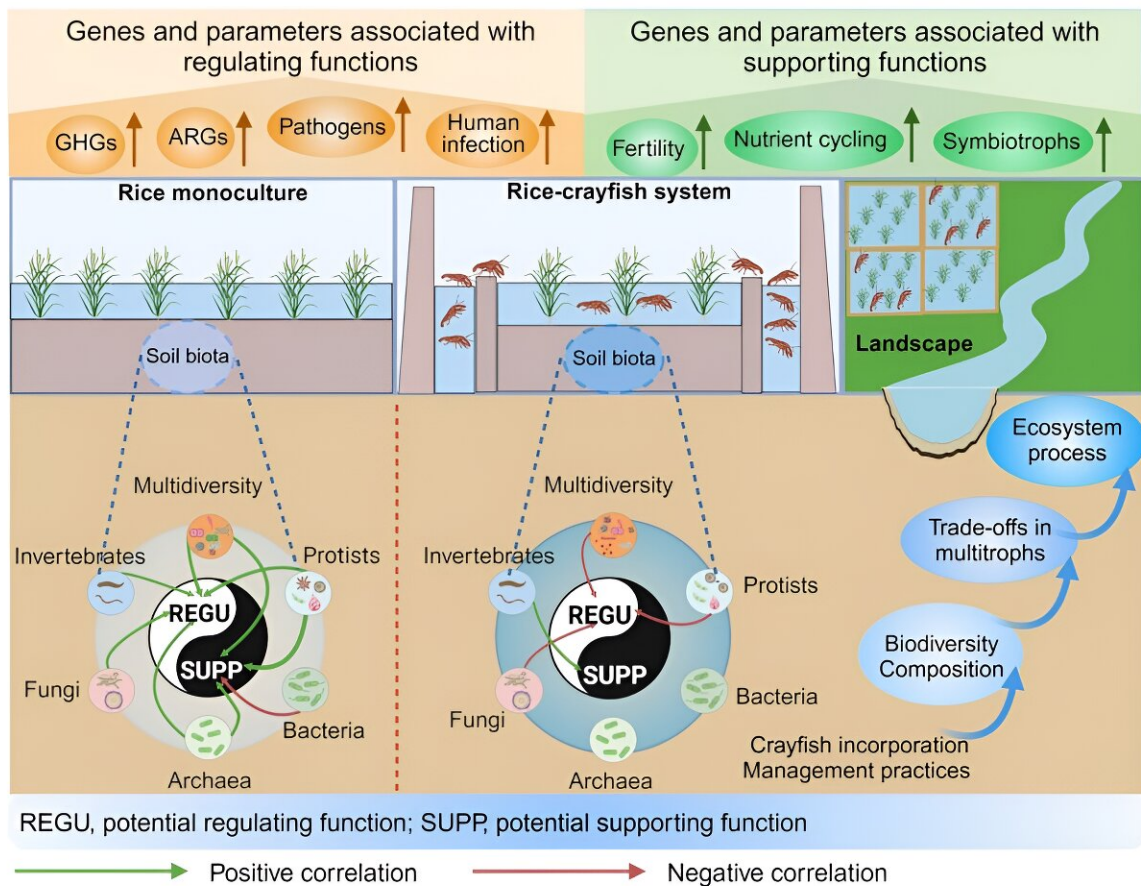 Genes and parameters associated with
regulating functions
Genes and parameters associated with
supporting functions
GHGs
ARGs
Pathogens
Human
infection
Fertility
Nutrient cycling
Symbiotrophs
Rice monoculture
Rice-crayfish system
Landscape
Soil biota
Soil biota
Ecosystem
process
Trade-offs in
multitrophs
Biodiversity
Composition
Crayfish incorporation
Management practices
Multidiversity
Invertebrates
Protists
REGU
SUPP
Fungi
Bacteria
Archaea
Multidiversity
Invertebrates
Protists
REGU
SUPP
Fungi
Bacteria
Archaea
REGU, potential regulating function; SUPP, potential supporting function
Positive correlation
Negative correlation